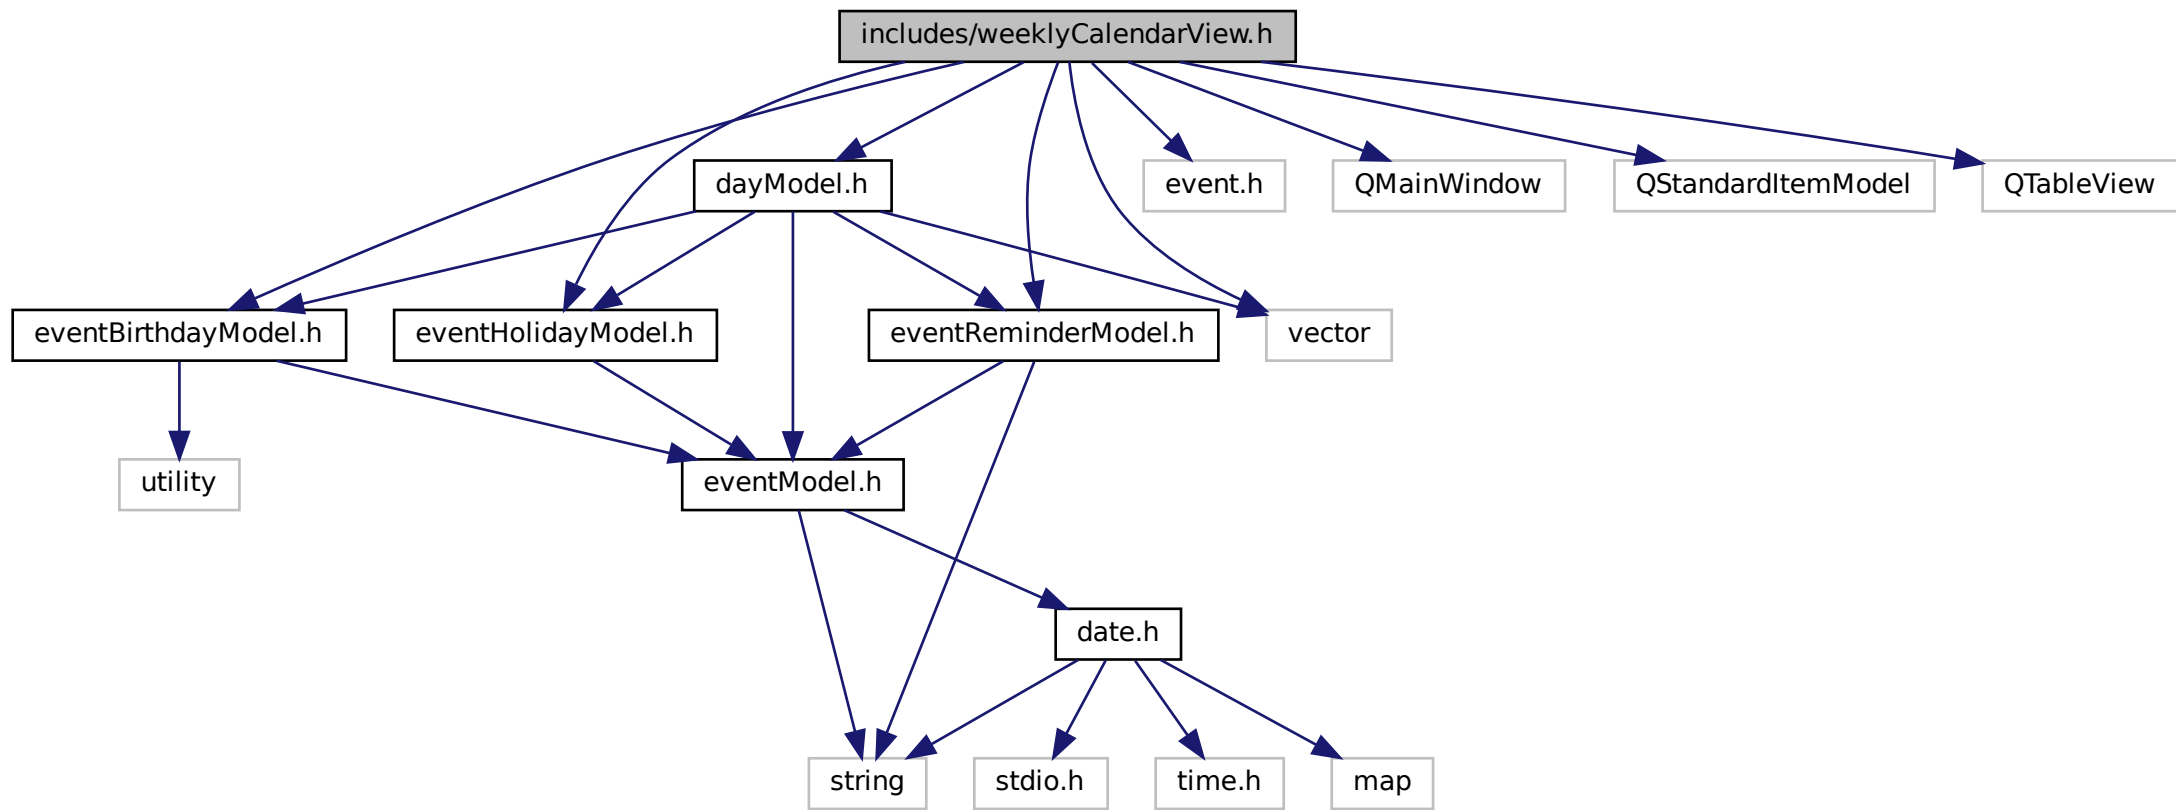 includes/weeklyCalendarView.h
dayModel.h
event.h
QMainWindow
QStandardItemModel
QTableView
eventBirthdayModel.h
eventHolidayModel.h
eventReminderModel.h
vector
utility
eventModel.h
date.h
string
stdio.h
time.h
map